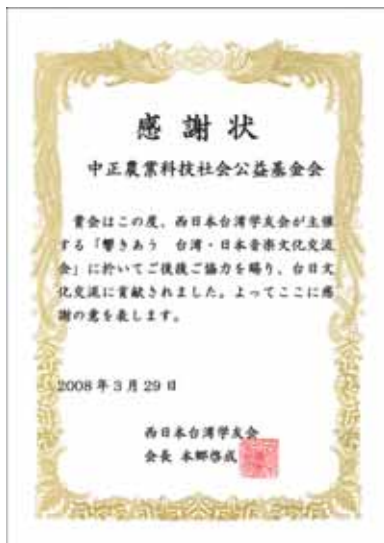 感謝状
中正農業科技社会公益基金会
貴会はこの度、西日本台湾学友会が主催
する「響きあう　台湾・日本音楽文化交流
会」に於いてご後援ご協力を賜り、台日文
化交流に貢献されました。よってここに感
謝の意を表します。
2008年3月29日
西日本台湾学友会
会長 本郷啓成